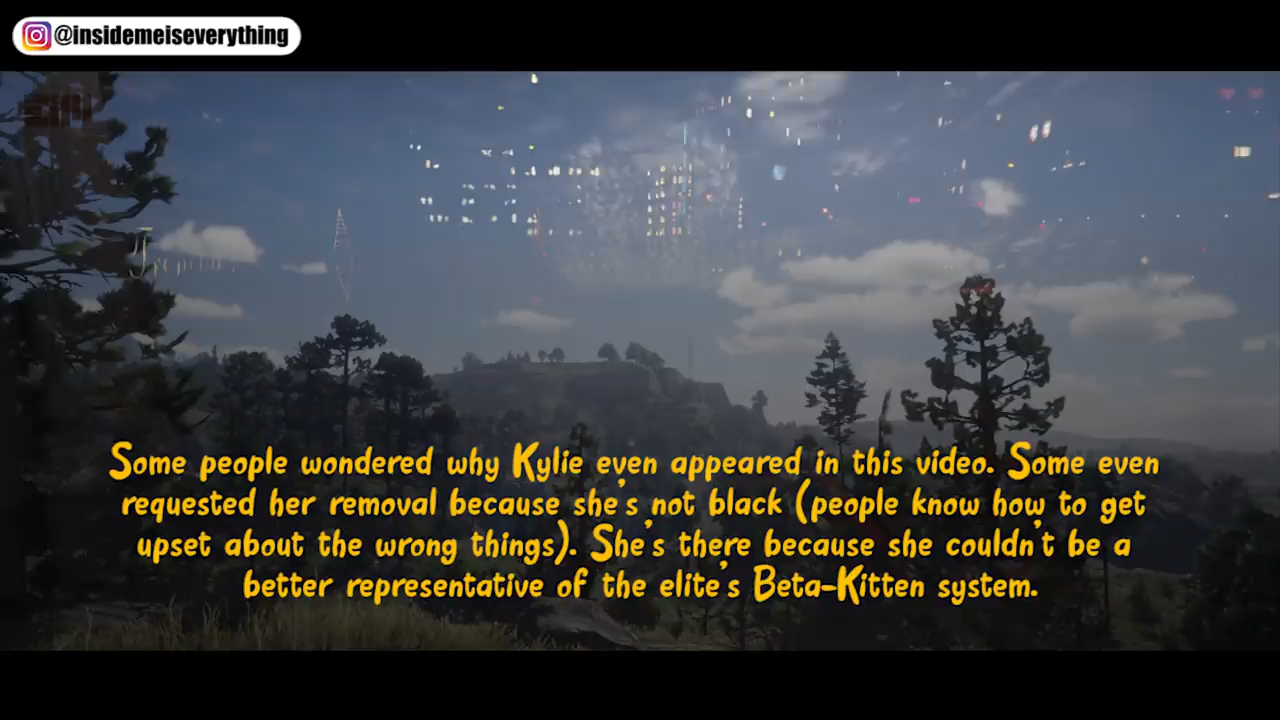 @insidemeiseverything
Some people wondered why Kylie even appeared in this video. Some even
requested her removal because she's not black (people know how to get
upset about the wrong things). She's there because she couldn't be a
better representative of the elite's Beta-Kitten system.